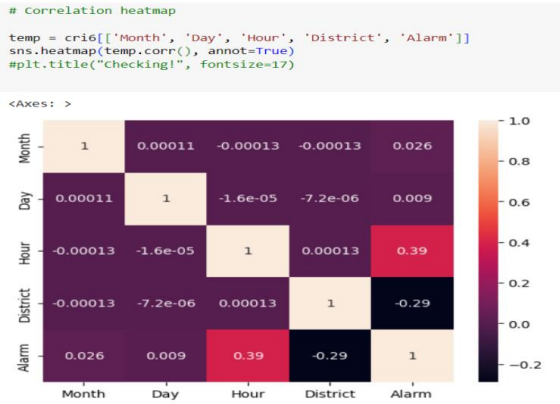 # Correlation heatmap
temp = cri6[['Month', 'Day', 'Hour', 'District', 'Alarm']]
sns.heatmap(temp.corr(), annot=True)
#plt.title("Checking!", fontsize=17)
<Axes: >
Month 1 0.00011 -0.00013 -0.00013 0.026
Day 0.00011 1 -1.6e-05 -7.2e-06 0.009
Hour -0.00013 -1.6e-05 1 0.00013 0.39
District -0.00013 -7.2e-06 0.00013 1 -0.29
Alarm 0.026 0.009 0.39 -0.29 1
Month Day Hour District Alarm
1.0
0.8
0.6
0.4
0.2
0.0
−0.2